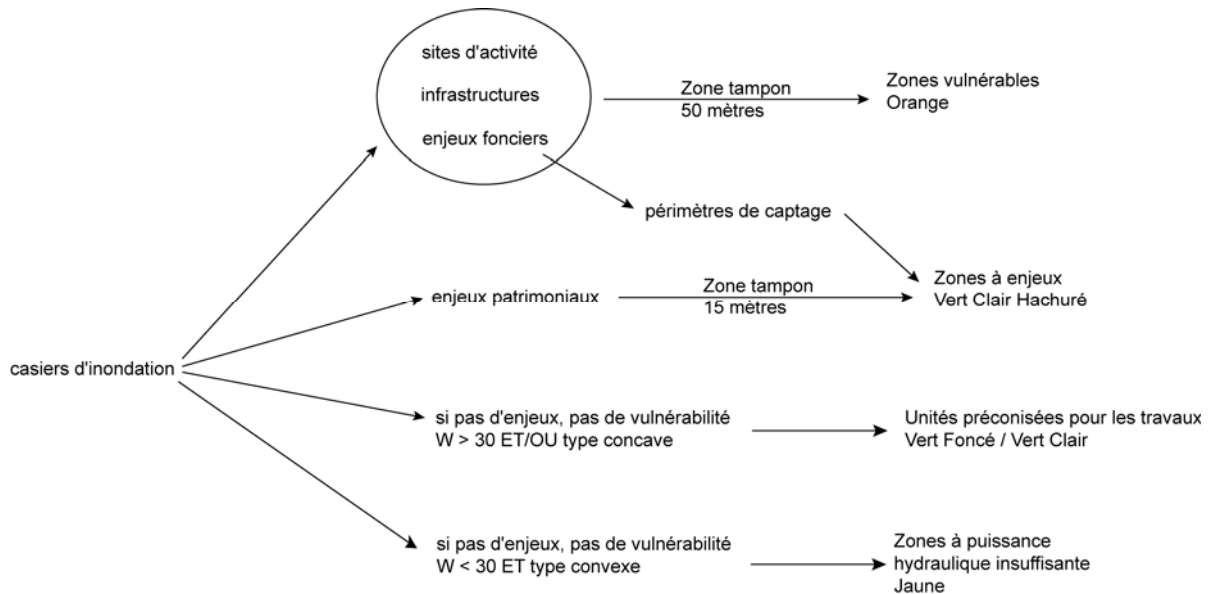 sites d'activité
infrastructures
enjeux fonciers
Zone tampon
50 mètres
Zones vulnérables
Orange
périmètres de captage
enjeux patrimoniaux
Zone tampon
15 mètres
Zones à enjeux
Vert Clair Hachuré
casiers d'inondation
si pas d'enjeux, pas de vulnérabilité
W > 30 ET/OU type concave
Unités préconisées pour les travaux
Vert Foncé / Vert Clair
si pas d'enjeux, pas de vulnérabilité
W < 30 ET type convexe
Zones à puissance
hydraulique insuffisante
Jaune